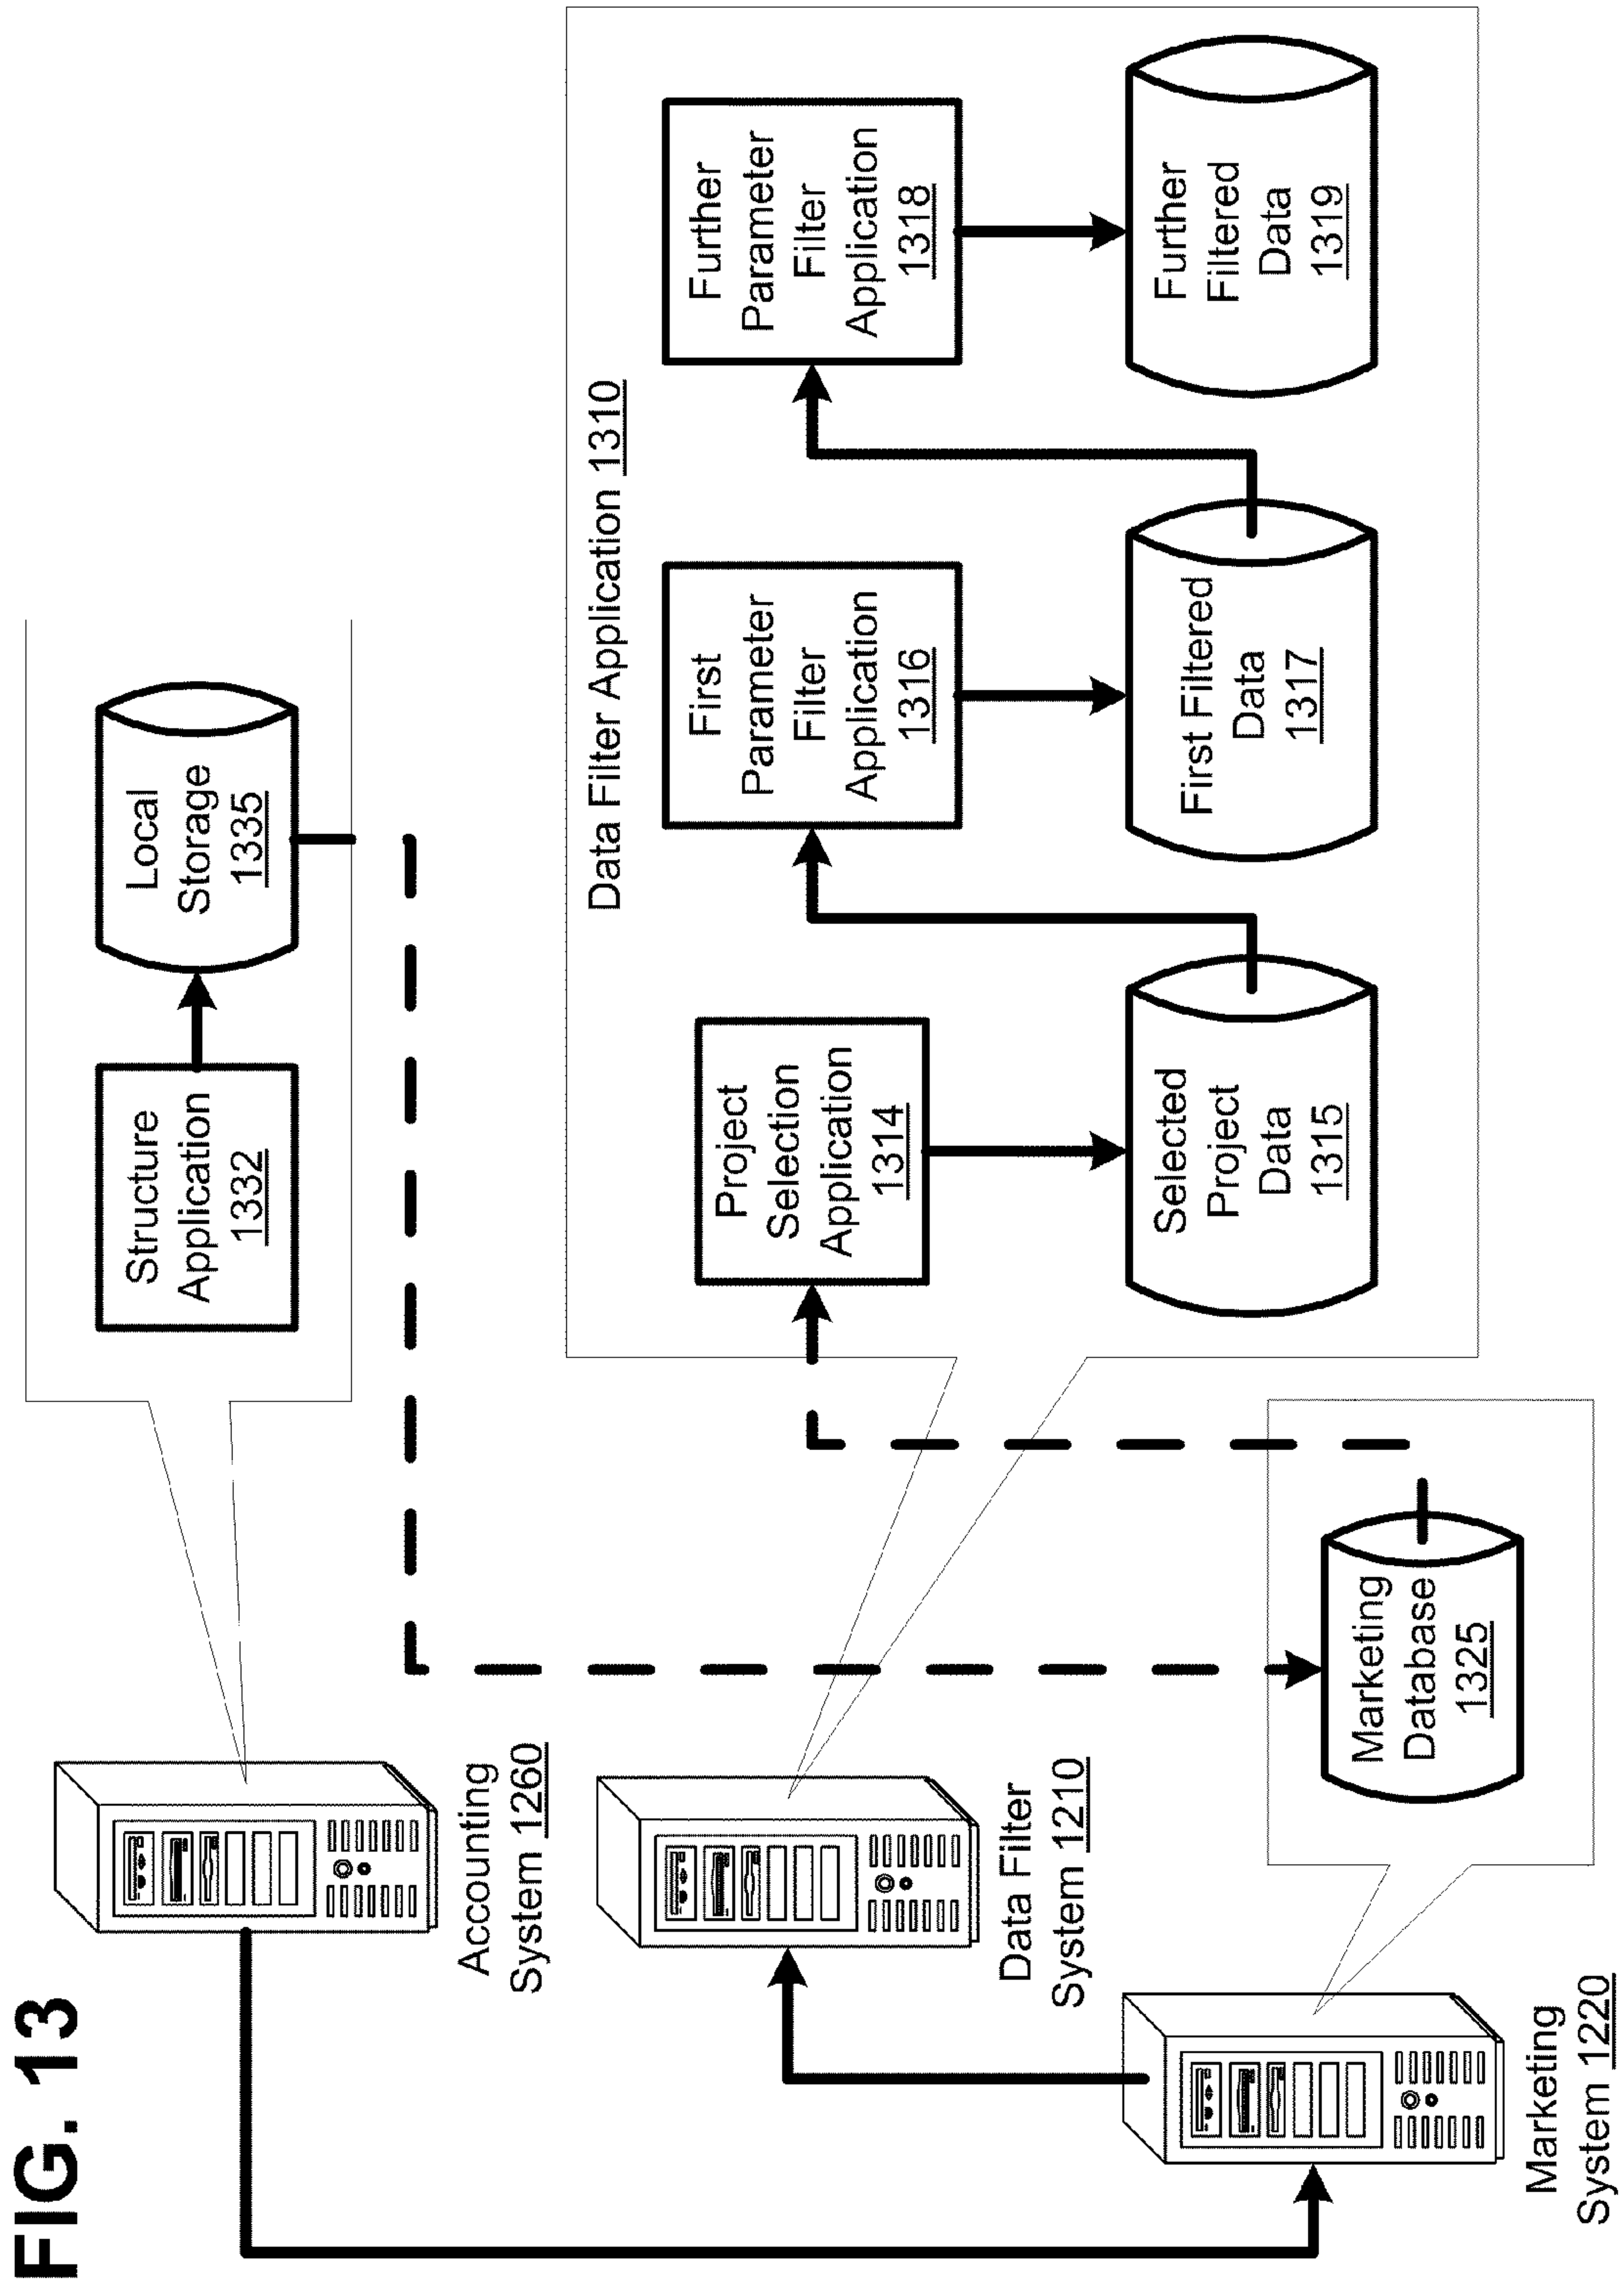 FIG. 13
Accounting
System 1260
Structure
Application
1332
Local
Storage
1335
Data Filter
System 1210
Data Filter Application 1310
Project
Selection
Application
1314
First
Parameter
Filter
Application
1316
Further
Parameter
Filter
Application
1318
Selected
Project
Data
1315
First Filtered
Data
1317
Further
Filtered
Data
1319
Marketing
System 1220
Marketing
Database
1325